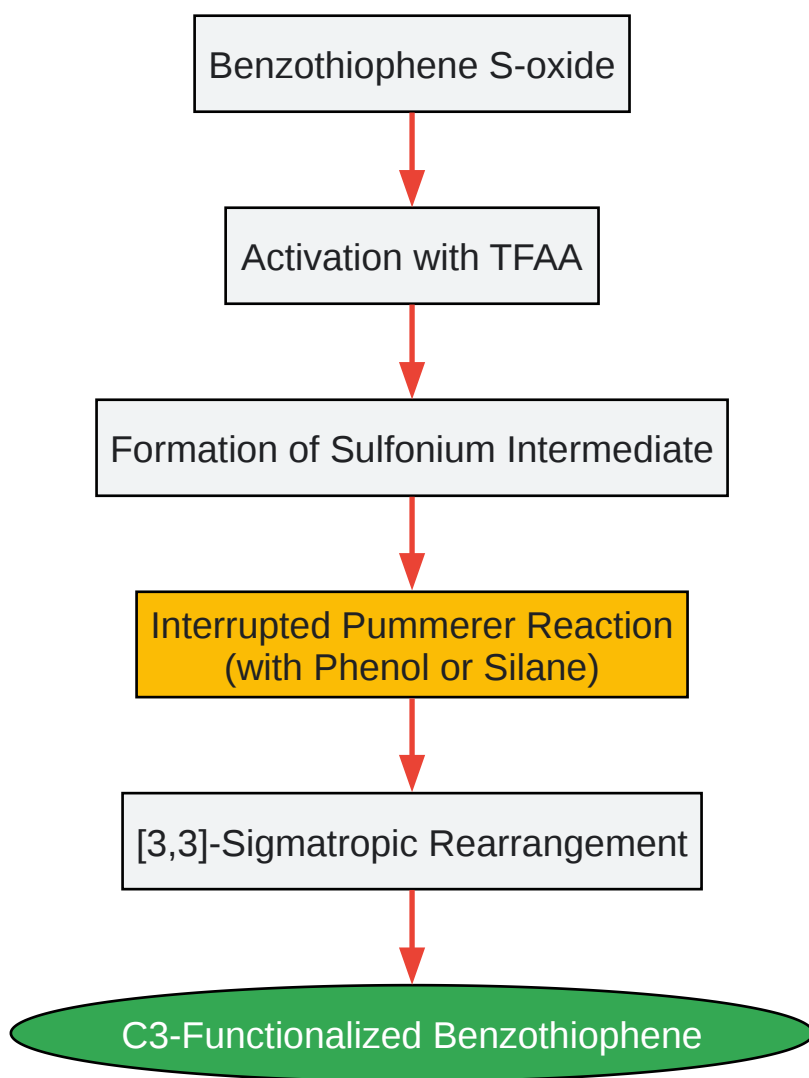 Benzothiophene S-oxide
Activation with TFAA
Formation of Sulfonium Intermediate
Interrupted Pummerer Reaction
(with Phenol or Silane)
[3,3]-Sigmatropic Rearrangement
C3-Functionalized Benzothiophene